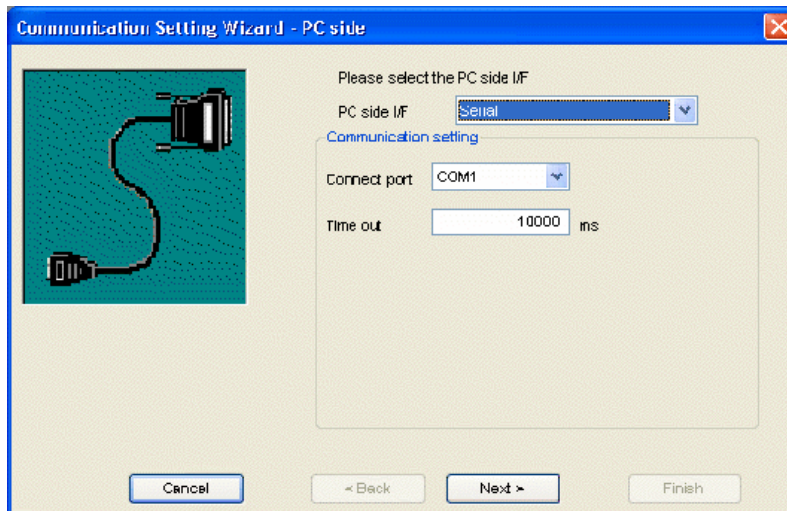 Communication Setting Wizard - PC side
Please select the PC side I/F
PC side I/F Serial
Communication setting
Connect port COM1
Time out 10000 ms
Cancel < Back Next > Finish